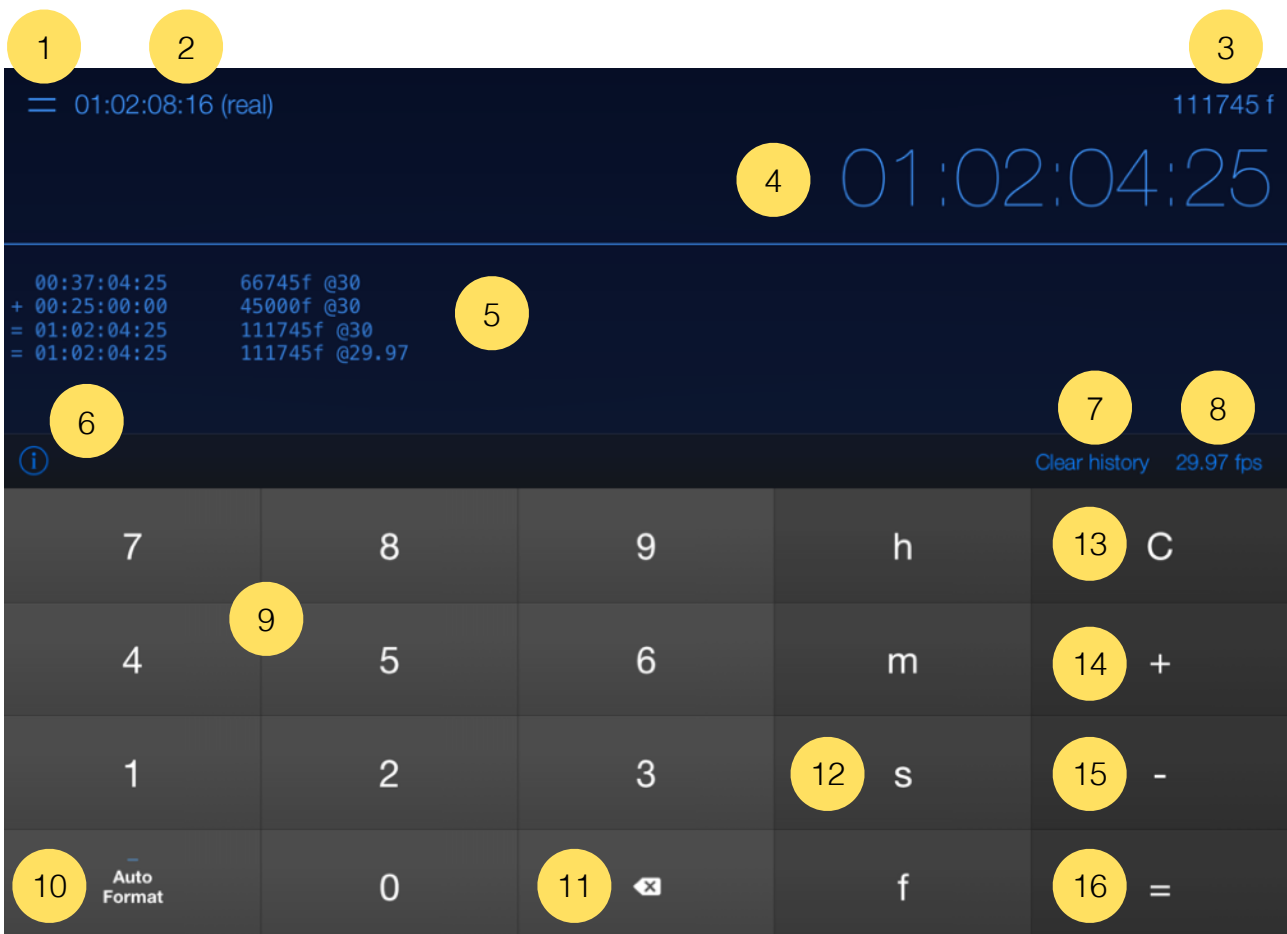 1 2 3
01:02:08:16 (real) 111745 f
4 01:02:04:25
00:37:04:25 66745f @30
+ 00:25:00:00 45000f @30
= 01:02:04:25 111745f @30
= 01:02:04:25 111745f @29.97
5
6 7 8
Clear history 29.97 fps
7 8 9 h 13 C
9
4 5 6 m 14 +
1 2 3 12 s 15 -
10 Auto
Format 0 11 f 16 =